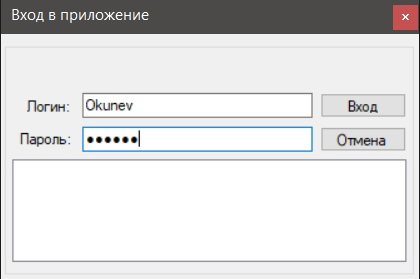 Вход в приложение
Логин: Okunev Вход
Пароль: ●●●●●● Отмена